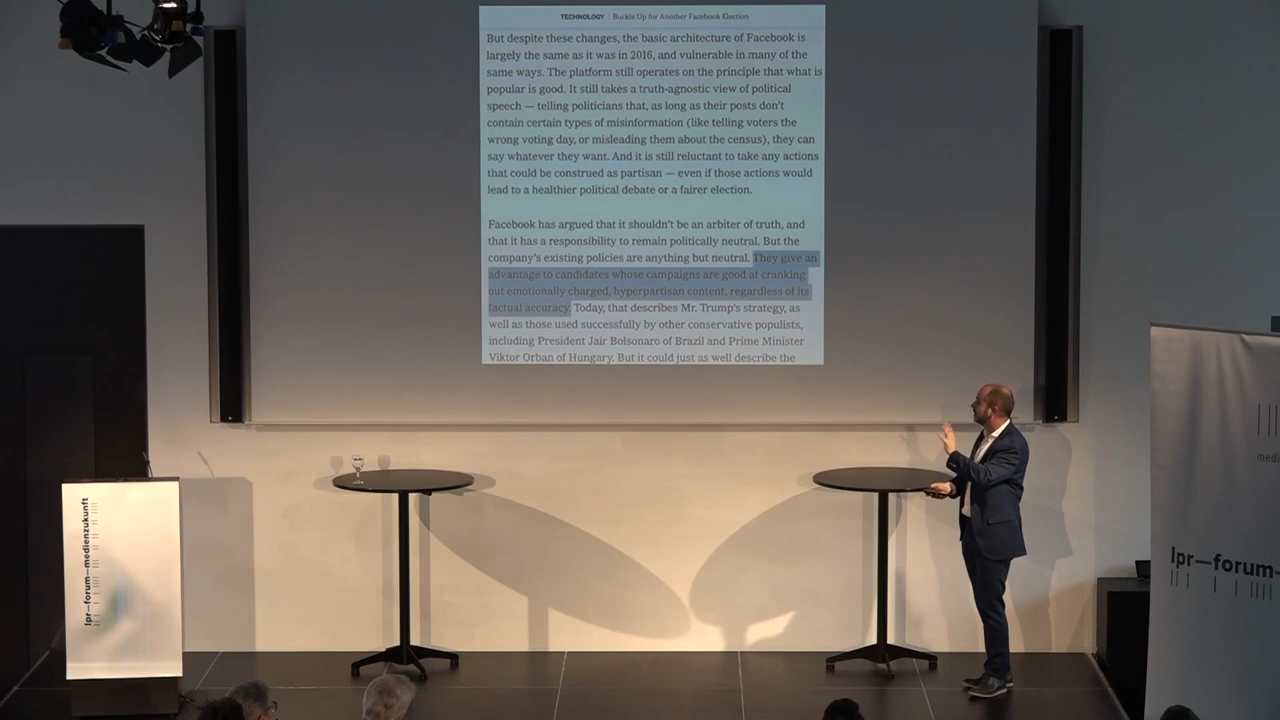 TECHNOLOGY | Buckle Up for Another Facebook Election
But despite these changes, the basic architecture of Facebook is
largely the same as it was in 2016, and vulnerable in many of the
same ways. The platform still operates on the principle that what is
popular is good. It still takes a truth-agnostic view of political
speech — telling politicians that, as long as their posts don't
contain certain types of misinformation (like telling voters the
wrong voting day, or misleading them about the census), they can
say whatever they want. And it is still reluctant to take any actions
that could be construed as partisan — even if those actions would
lead to a healthier political debate or a fairer election.
Facebook has argued that it shouldn't be an arbiter of truth, and
that it has a responsibility to remain politically neutral. But the
company's existing policies are anything but neutral. They give an
advantage to candidates whose campaigns are good at cranking
out emotionally charged, hyperpartisan content, regardless of its
factual accuracy. Today, that describes Mr. Trump's strategy, as
well as those used successfully by other conservative populists,
including President Jair Bolsonaro of Brazil and Prime Minister
Viktor Orban of Hungary. But it could just as well describe the
lpr—forum—medienzukunft
medi
lpr—forum—